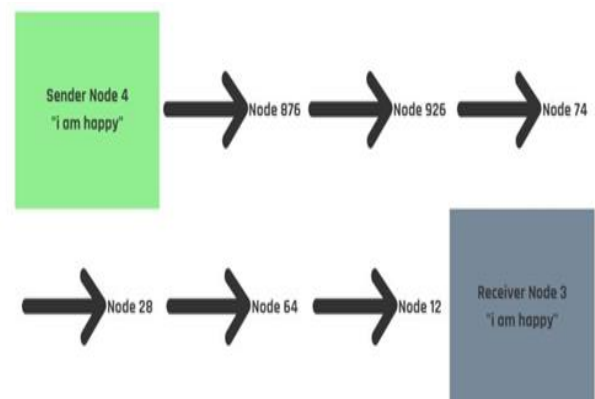 Sender Node 4
"i am happy"
Node 876
Node 926
Node 74
Node 28
Node 64
Node 12
Receiver Node 3
"i am happy"